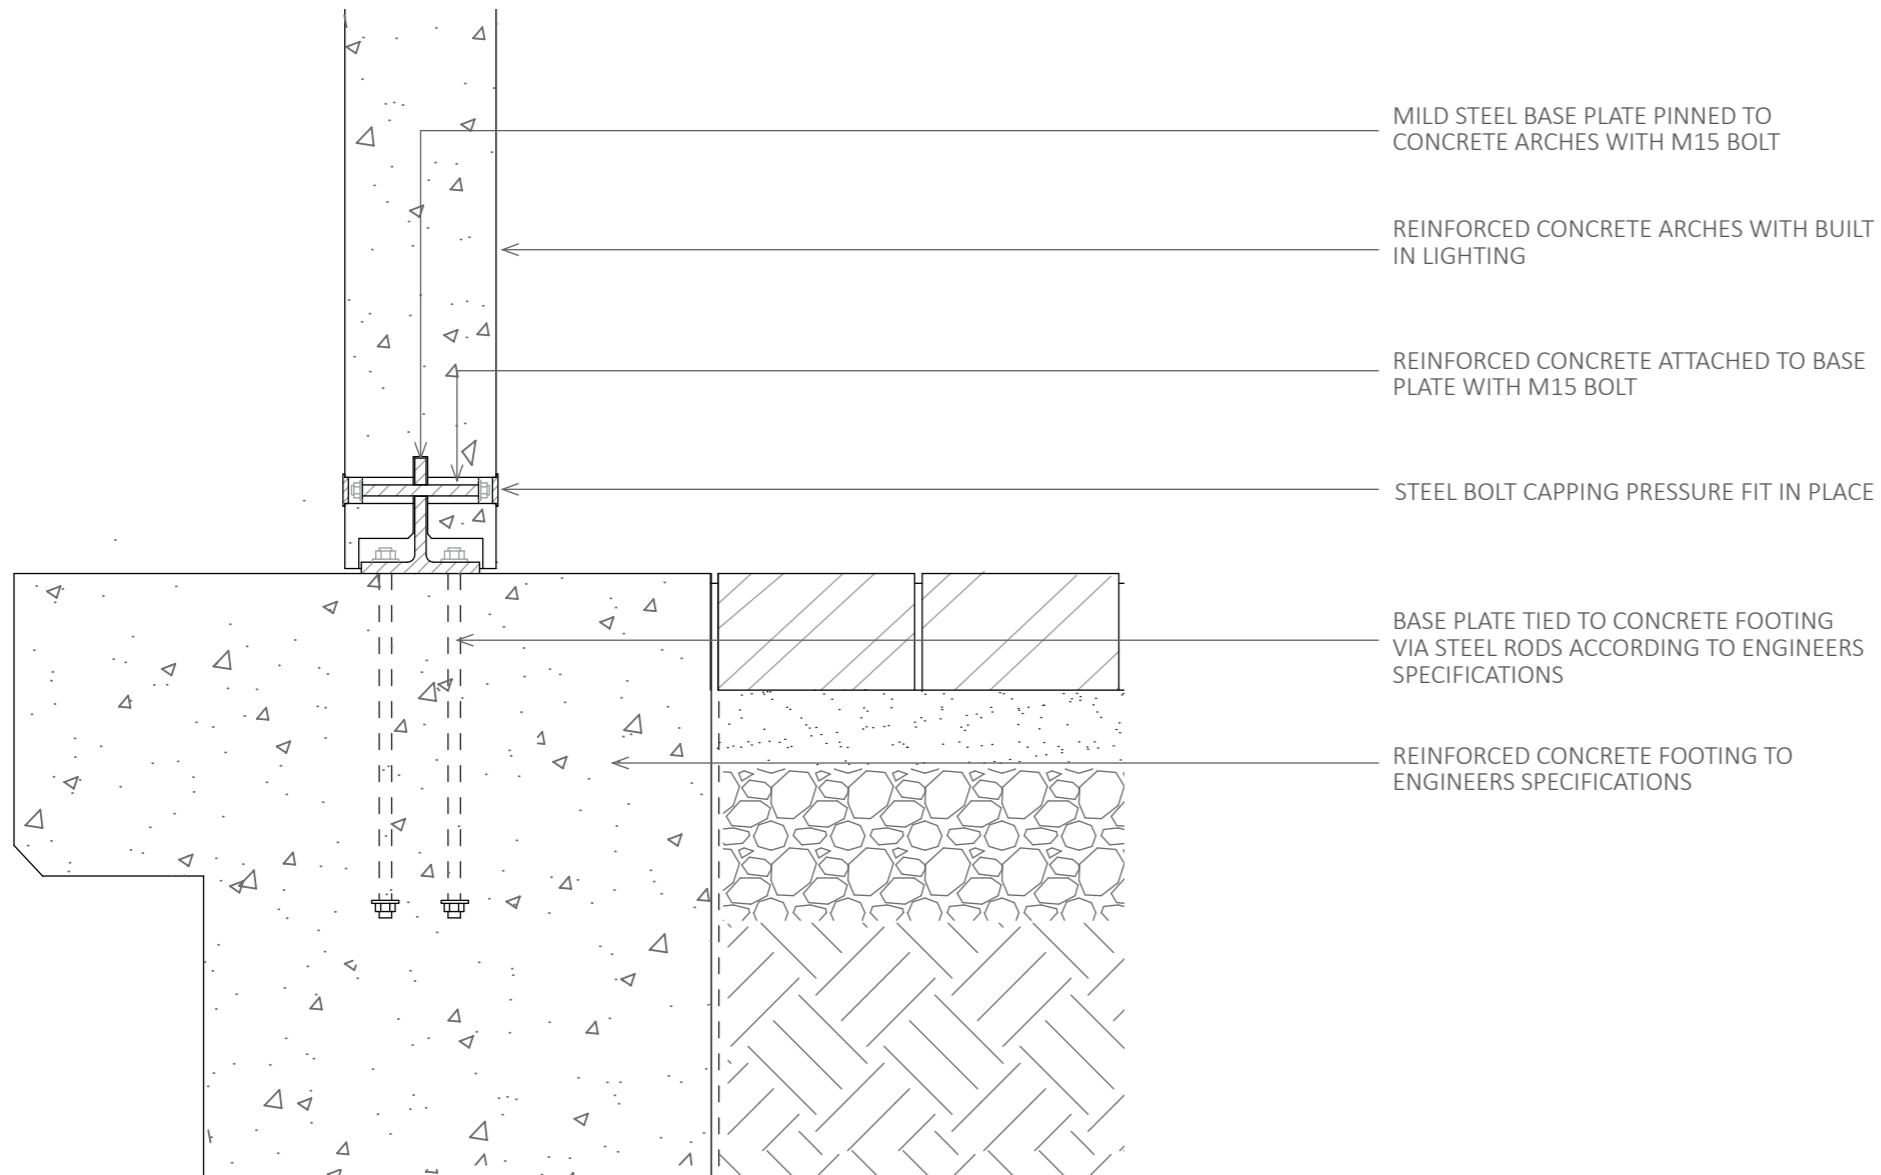 MILD STEEL BASE PLATE PINNED TO
CONCRETE ARCHES WITH M15 BOLT
REINFORCED CONCRETE ARCHES WITH BUILT
IN LIGHTING
REINFORCED CONCRETE ATTACHED TO BASE
PLATE WITH M15 BOLT
STEEL BOLT CAPPING PRESSURE FIT IN PLACE
BASE PLATE TIED TO CONCRETE FOOTING
VIA STEEL RODS ACCORDING TO ENGINEERS
SPECIFICATIONS
REINFORCED CONCRETE FOOTING TO
ENGINEERS SPECIFICATIONS